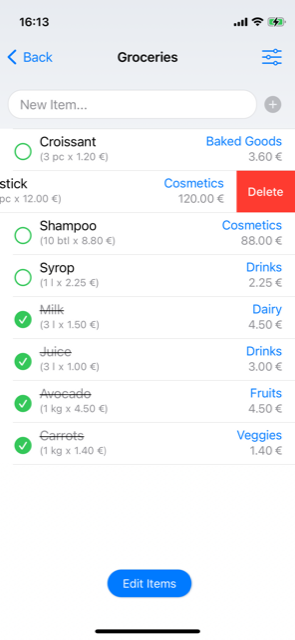 16:13
Back
Groceries
New Item...
Croissant
Baked Goods
(3 pc x 1.20 €)
3.60 €
stick
Cosmetics
pc x 12.00 €)
120.00 €
Delete
Shampoo
Cosmetics
(10 btl x 8.80 €)
88.00 €
Syrop
Drinks
(1 l x 2.25 €)
2.25 €
Milk
Dairy
(3 l x 1.50 €)
4.50 €
Juice
Drinks
(3 l x 1.00 €)
3.00 €
Avocado
Fruits
(1 kg x 4.50 €)
4.50 €
Carrots
Veggies
(1 kg x 1.40 €)
1.40 €
Edit Items